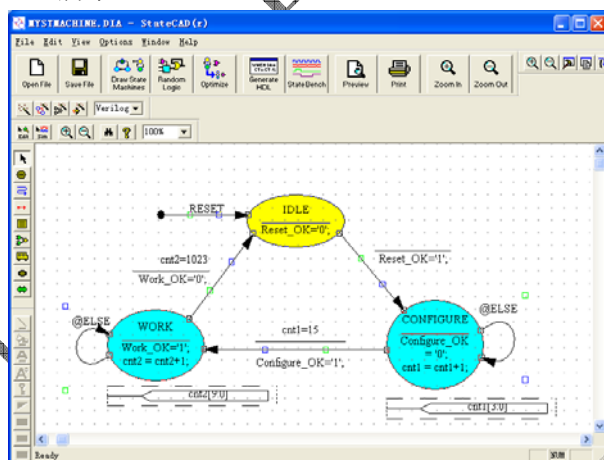 MYSTMACHINE.DIA - StateCAD(r)
File Edit View Options Window Help
Open File
Save File
Draw State Machines
Random Logic
Optimize
Generate HDL
StateBench
Preview
Print
Zoom In
Zoom Out
Verilog
100%
RESET
IDLE
Reset_OK='0';
cnt2=1023
Work_OK='0';
Reset_OK='1';
@ELSE
WORK
Work_OK='1';
cnt2 = cnt2+1;
cnt1=15
Configure_OK='1';
@ELSE
CONFIGURE
Configure_OK
= '0';
cnt1 = cnt1+1;
cnt2[9:0]
cnt1[3:0]
Ready